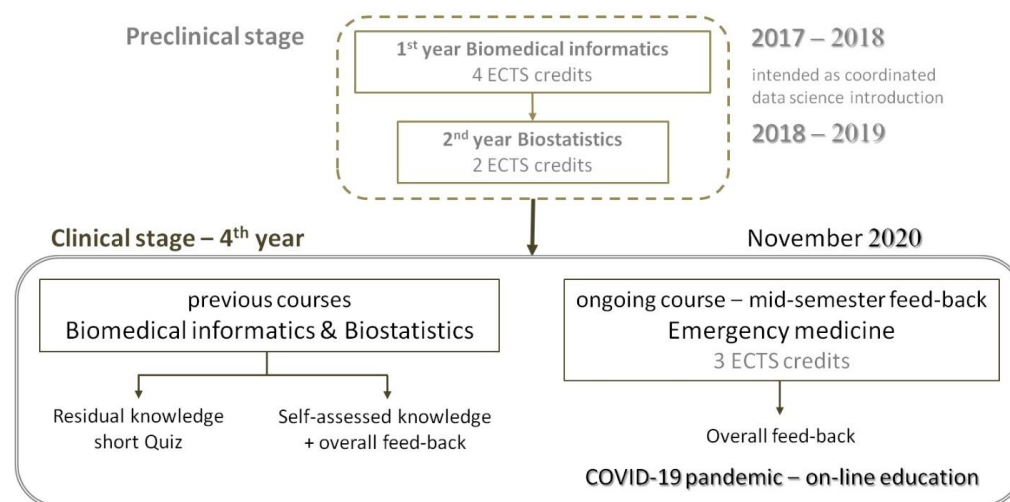 Preclinical stage
1st year Biomedical informatics
4 ECTS credits
2017 – 2018
intended as coordinated
data science introduction
2nd year Biostatistics
2 ECTS credits
2018 – 2019
Clinical stage – 4th year
November 2020
previous courses
Biomedical informatics & Biostatistics
Residual knowledge
short Quiz
Self-assessed knowledge
+ overall feed-back
ongoing course – mid-semester feed-back
Emergency medicine
3 ECTS credits
Overall feed-back
COVID-19 pandemic – on-line education